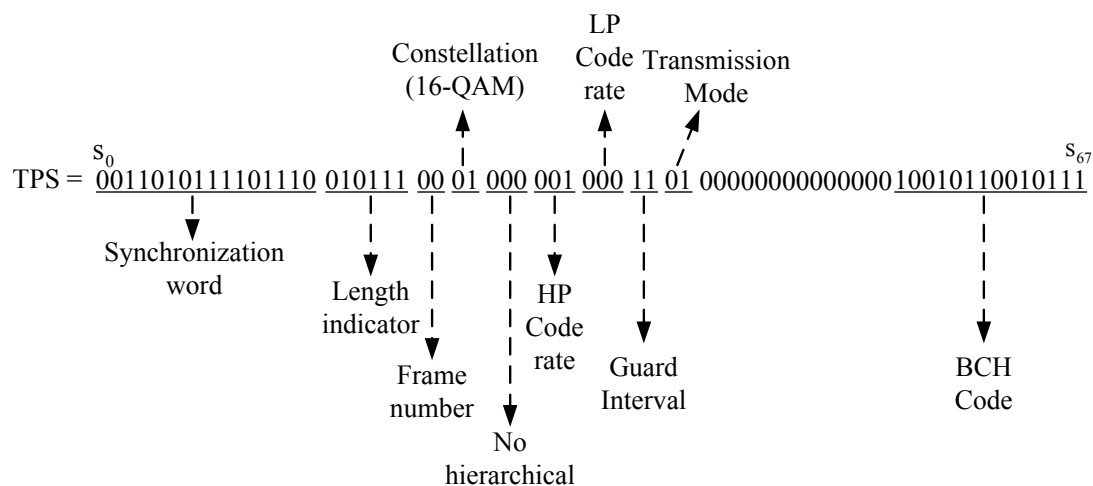 LP
Code
rate
Constellation
(16-QAM)
Transmission
Mode
s0
s67
TPS = 0011010111101110 010111 00 01 000 001 000 11 01 00000000000000 10010110010111
Synchronization
word
Length
indicator
Frame
number
No
hierarchical
HP
Code
rate
Guard
Interval
BCH
Code